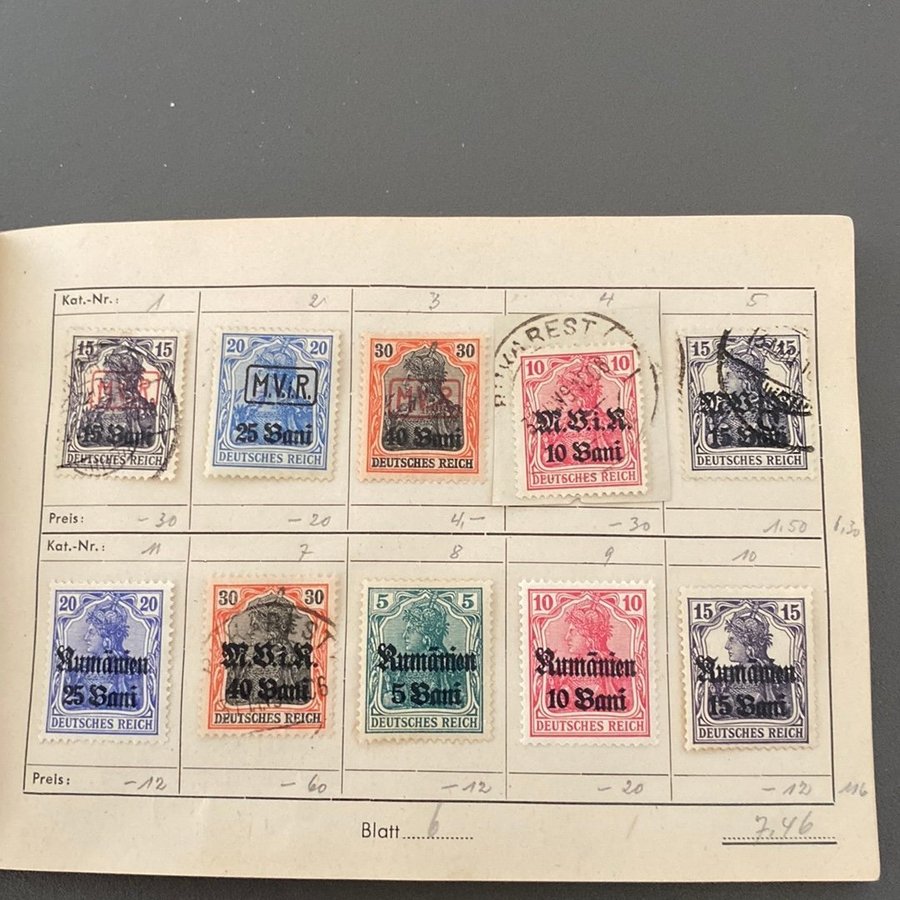 Kat.-Nr.: 1 2 3 4 5
15 15 20 20 30 30 10 10 15 15
BUKAREST
M.V.i.R. M.V.i.R. M.V.i.R. M.V.i.R. M.V.i.R.
15 Bani 25 Bani 40 Bani 10 Bani 15 Bani
DEUTSCHES REICH DEUTSCHES REICH DEUTSCHES REICH DEUTSCHES REICH DEUTSCHES REICH
Preis: -30 -20 4,- -30 1.50 6,30
Kat.-Nr.: 11 7 8 9 10
20 20 30 30 5 5 10 10 15 15
Rumänien M.V.i.R. Rumänien Rumänien Rumänien
25 Bani 40 Bani 5 Bani 10 Bani 15 Bani
DEUTSCHES REICH DEUTSCHES REICH DEUTSCHES REICH DEUTSCHES REICH DEUTSCHES REICH
Preis: -12 -60 -12 -20 -12 116
Blatt 6 7,46